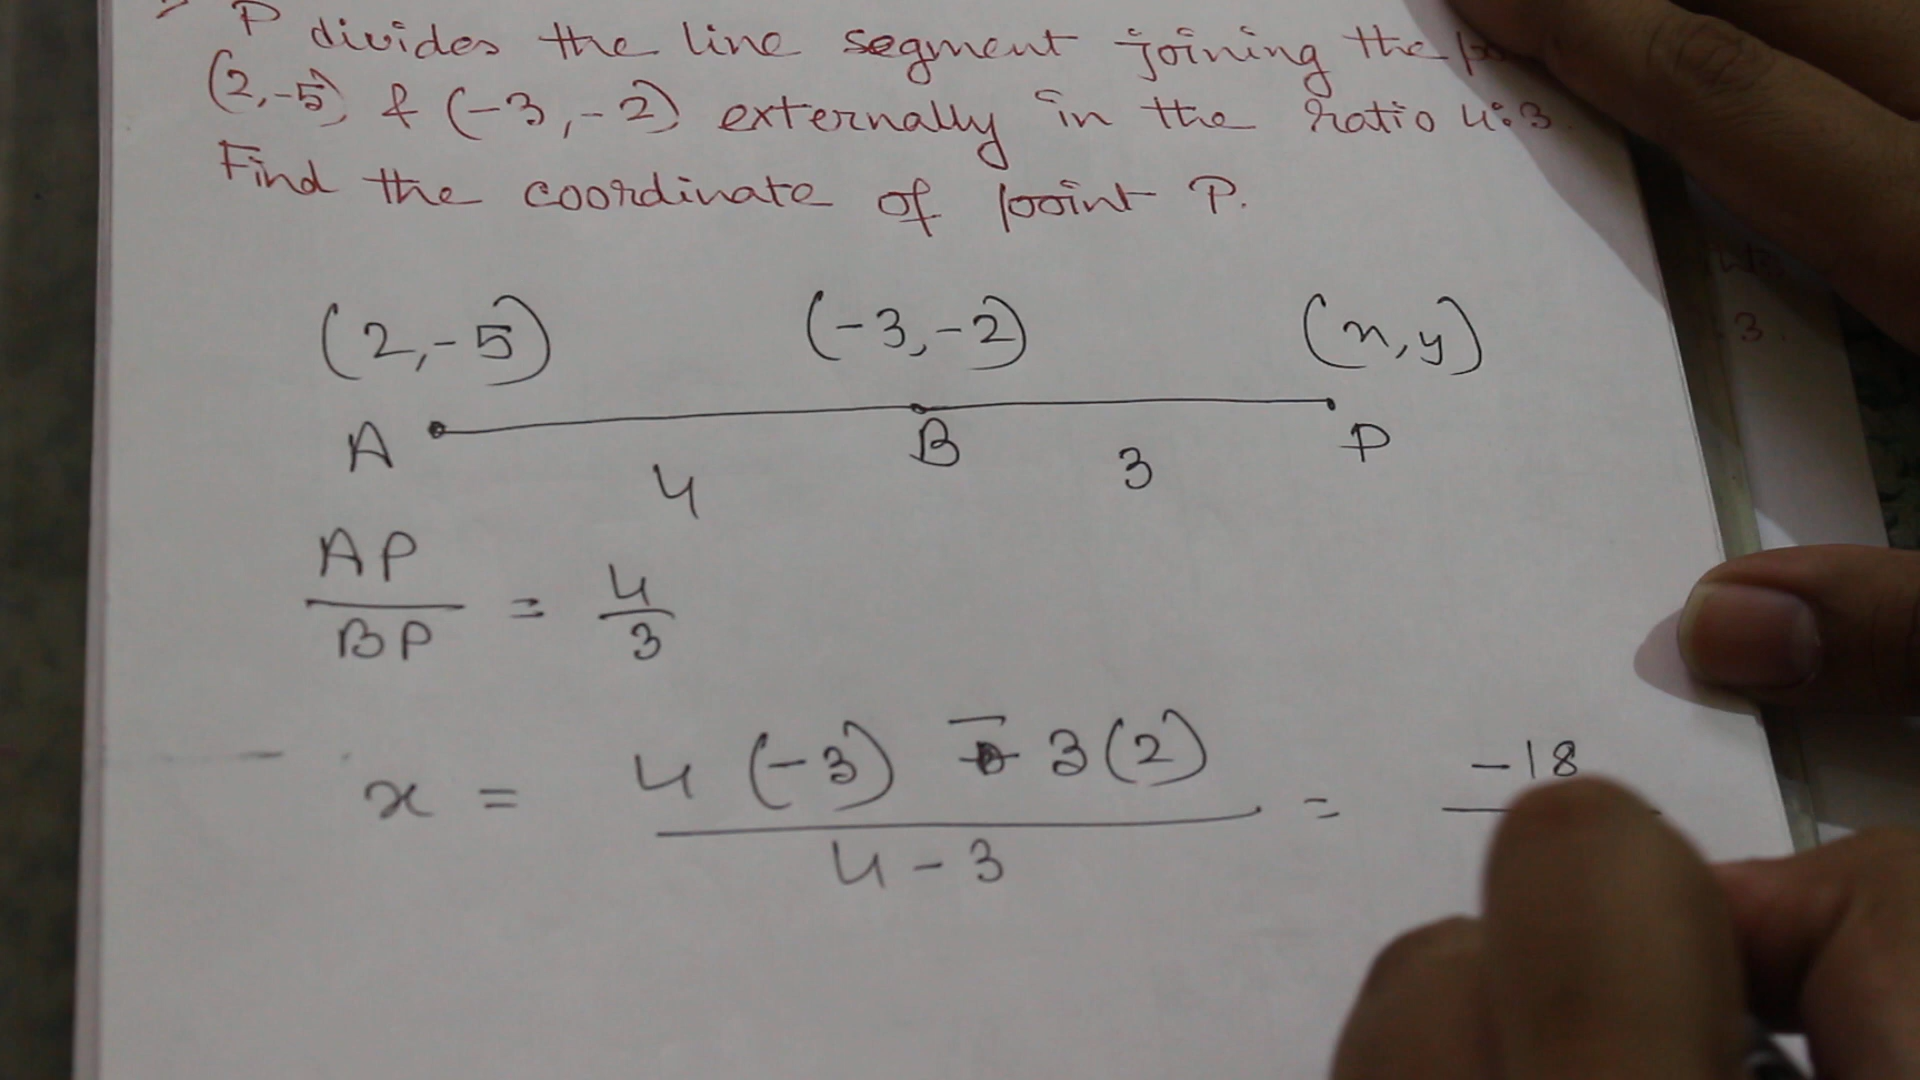 P divides the line segment joining the
(2,-5) & (-3,-2) externally in the ratio 4:3
Find the coordinate of point P.
(2,-5) (-3,-2) (x,y)
A B P
4 3
AP/BP = 4/3
x = 4(-3) - 3(2) / 4-3 = -18